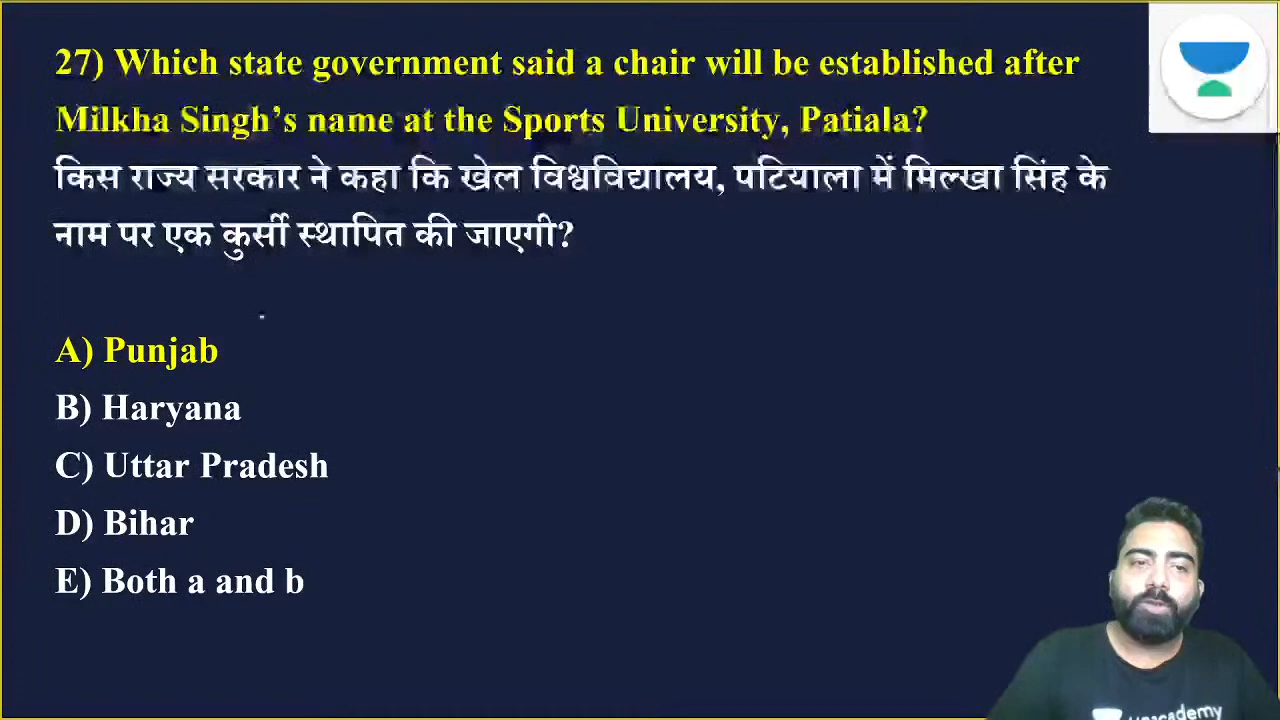 27) Which state government said a chair will be established after
Milkha Singh’s name at the Sports University, Patiala?
किस राज्य सरकार ने कहा कि खेल विश्वविद्यालय, पटियाला में मिल्खा सिंह के
नाम पर एक कुर्सी स्थापित की जाएगी?
A) Punjab
B) Haryana
C) Uttar Pradesh
D) Bihar
E) Both a and b